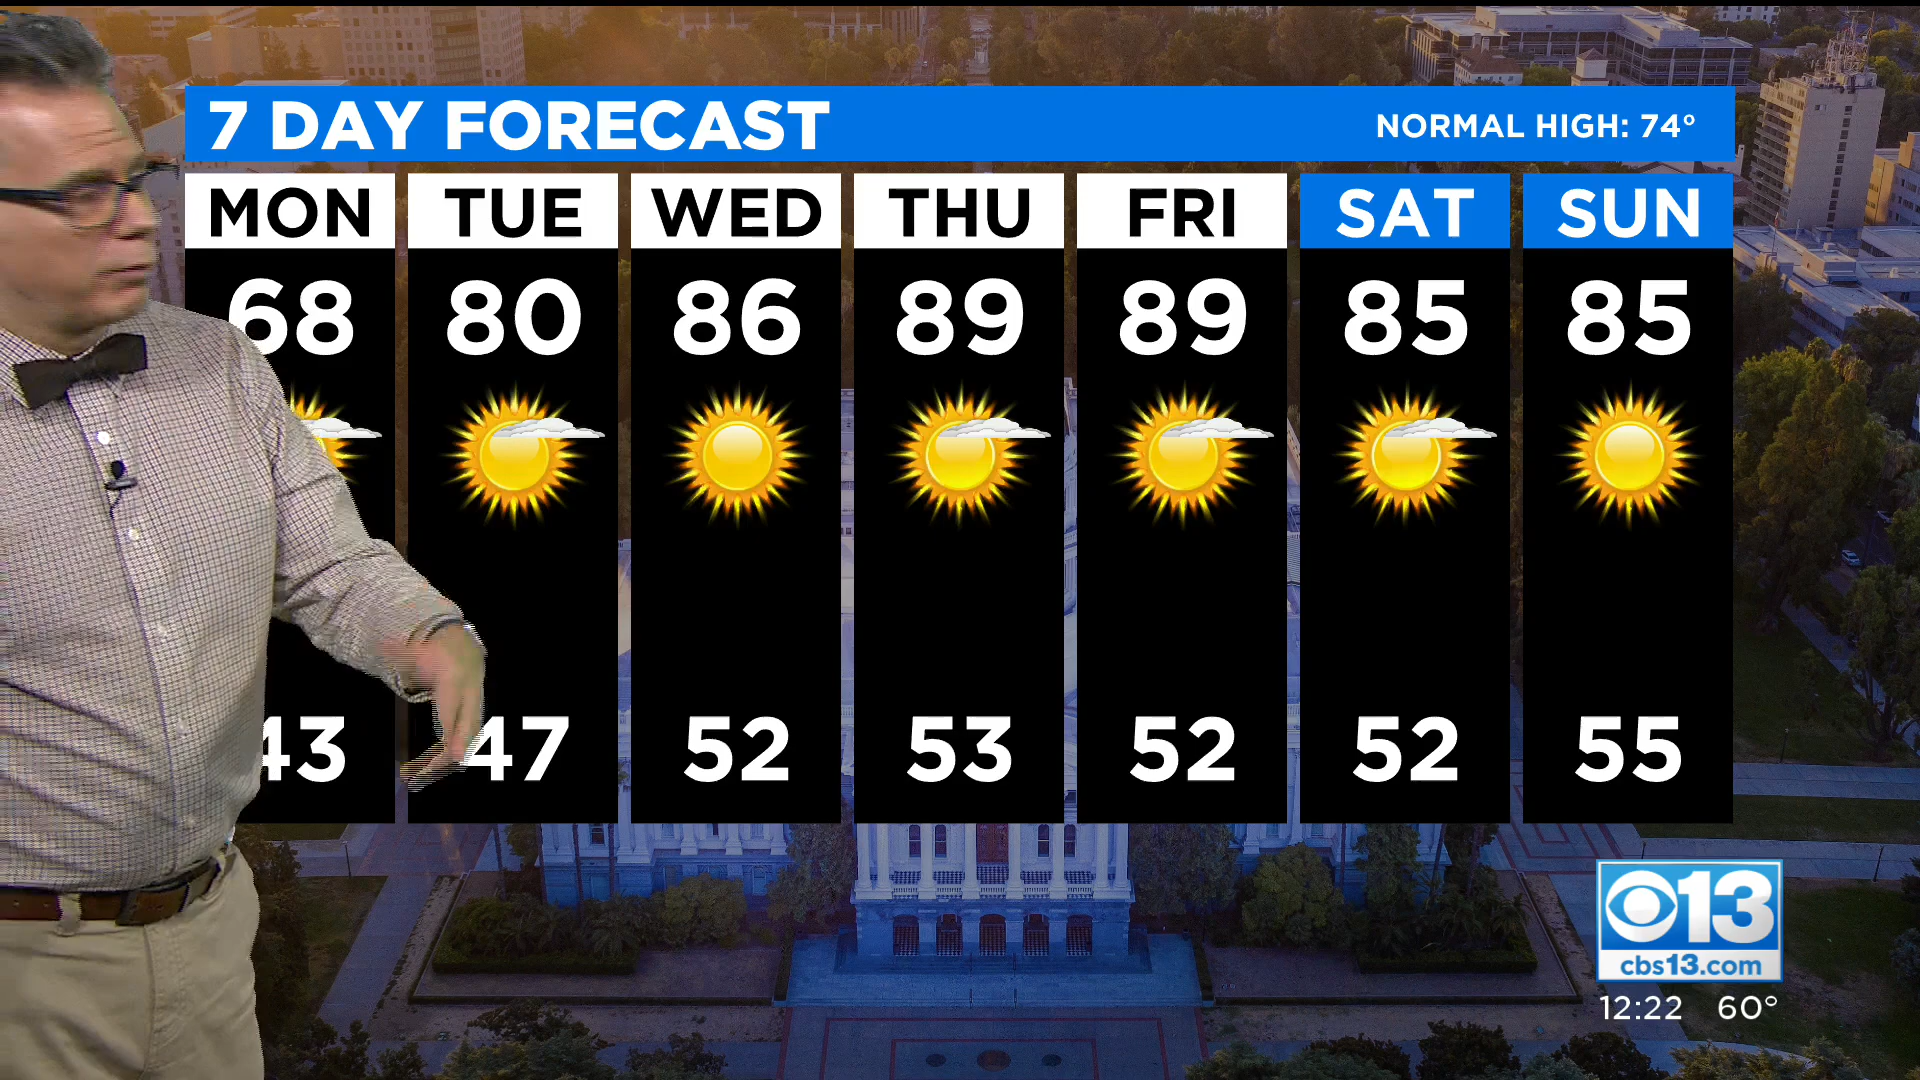 7 DAY FORECAST
NORMAL HIGH: 74°
MON TUE WED THU FRI SAT SUN
68 80 86 89 89 85 85
43 47 52 53 52 52 55
13
cbs13.com
12:22 60°